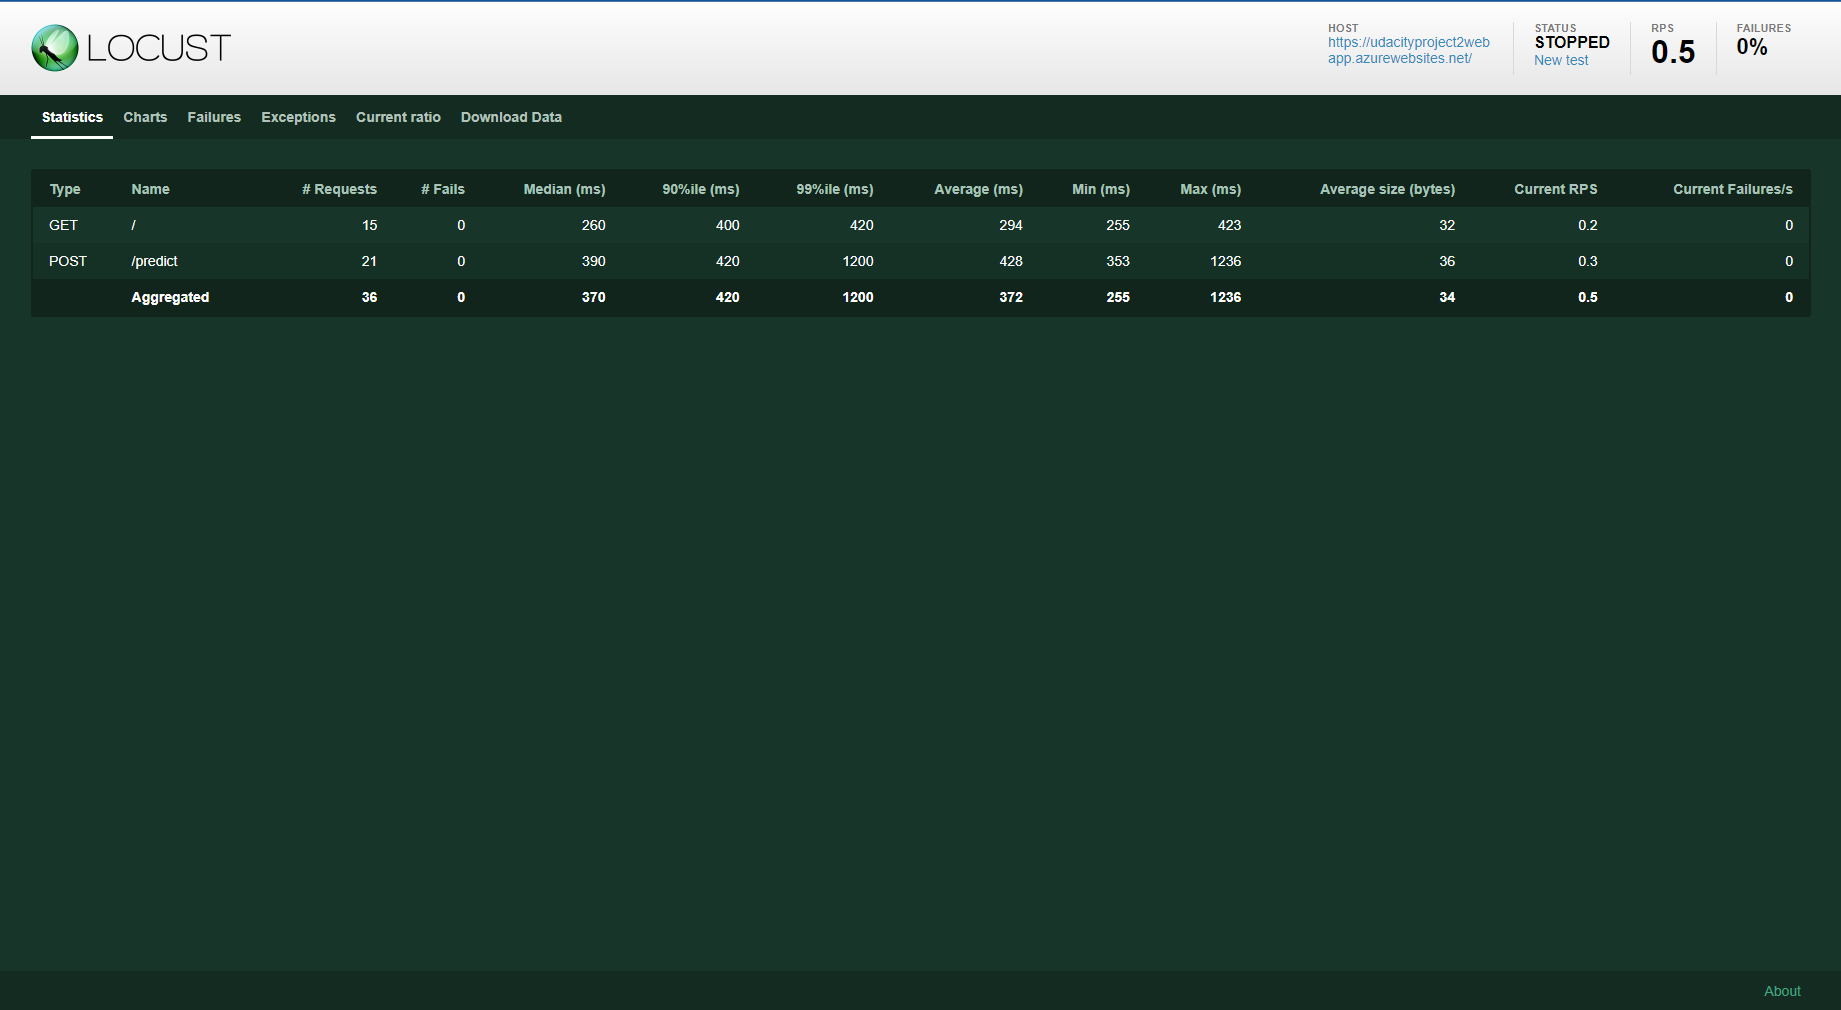 LOCUST
HOST
https://udacityproject2web
app.azurewebsites.net/
STATUS
STOPPED
New test
RPS
0.5
FAILURES
0%
Statistics Charts Failures Exceptions Current ratio Download Data
Type Name # Requests # Fails Median (ms) 90%ile (ms) 99%ile (ms) Average (ms) Min (ms) Max (ms) Average size (bytes) Current RPS Current Failures/s
GET / 15 0 260 400 420 294 255 423 32 0.2 0
POST /predict 21 0 390 420 1200 428 353 1236 36 0.3 0
Aggregated 36 0 370 420 1200 372 255 1236 34 0.5 0
About